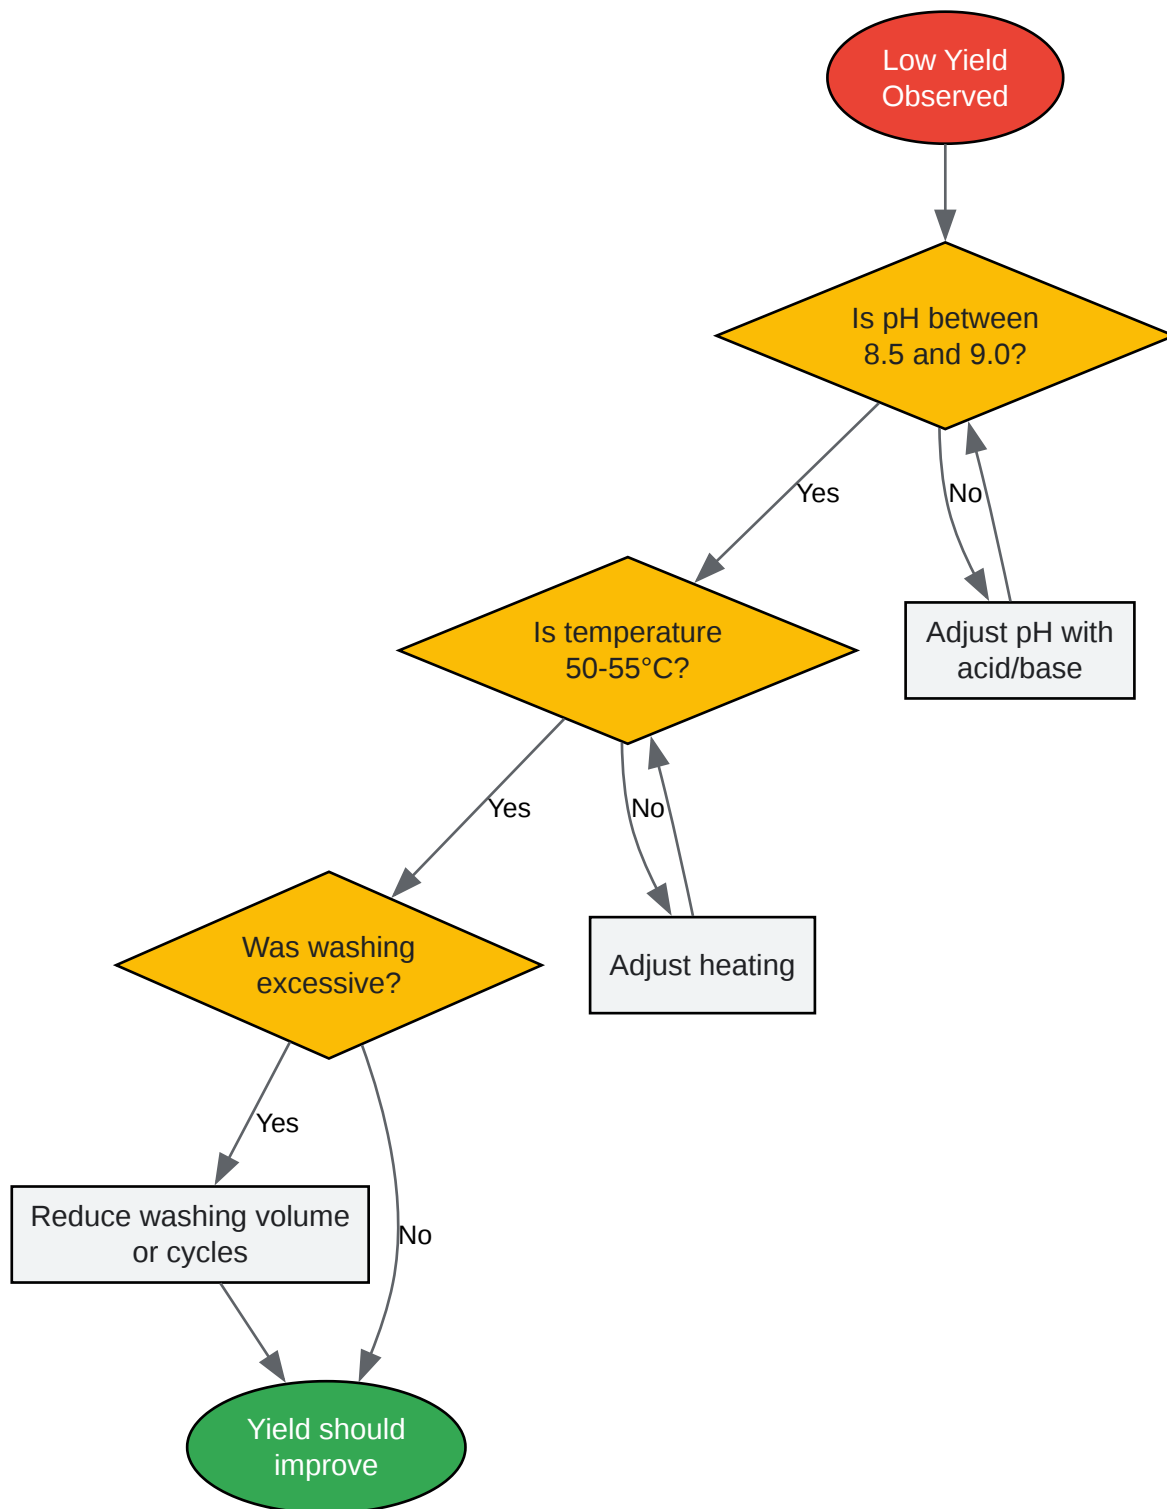 Low Yield
Observed
Is pH between
8.5 and 9.0?
Yes
No
Is temperature
50-55°C?
Adjust pH with
acid/base
Yes
No
Was washing
excessive?
Adjust heating
Yes
No
Reduce washing volume
or cycles
Yield should
improve